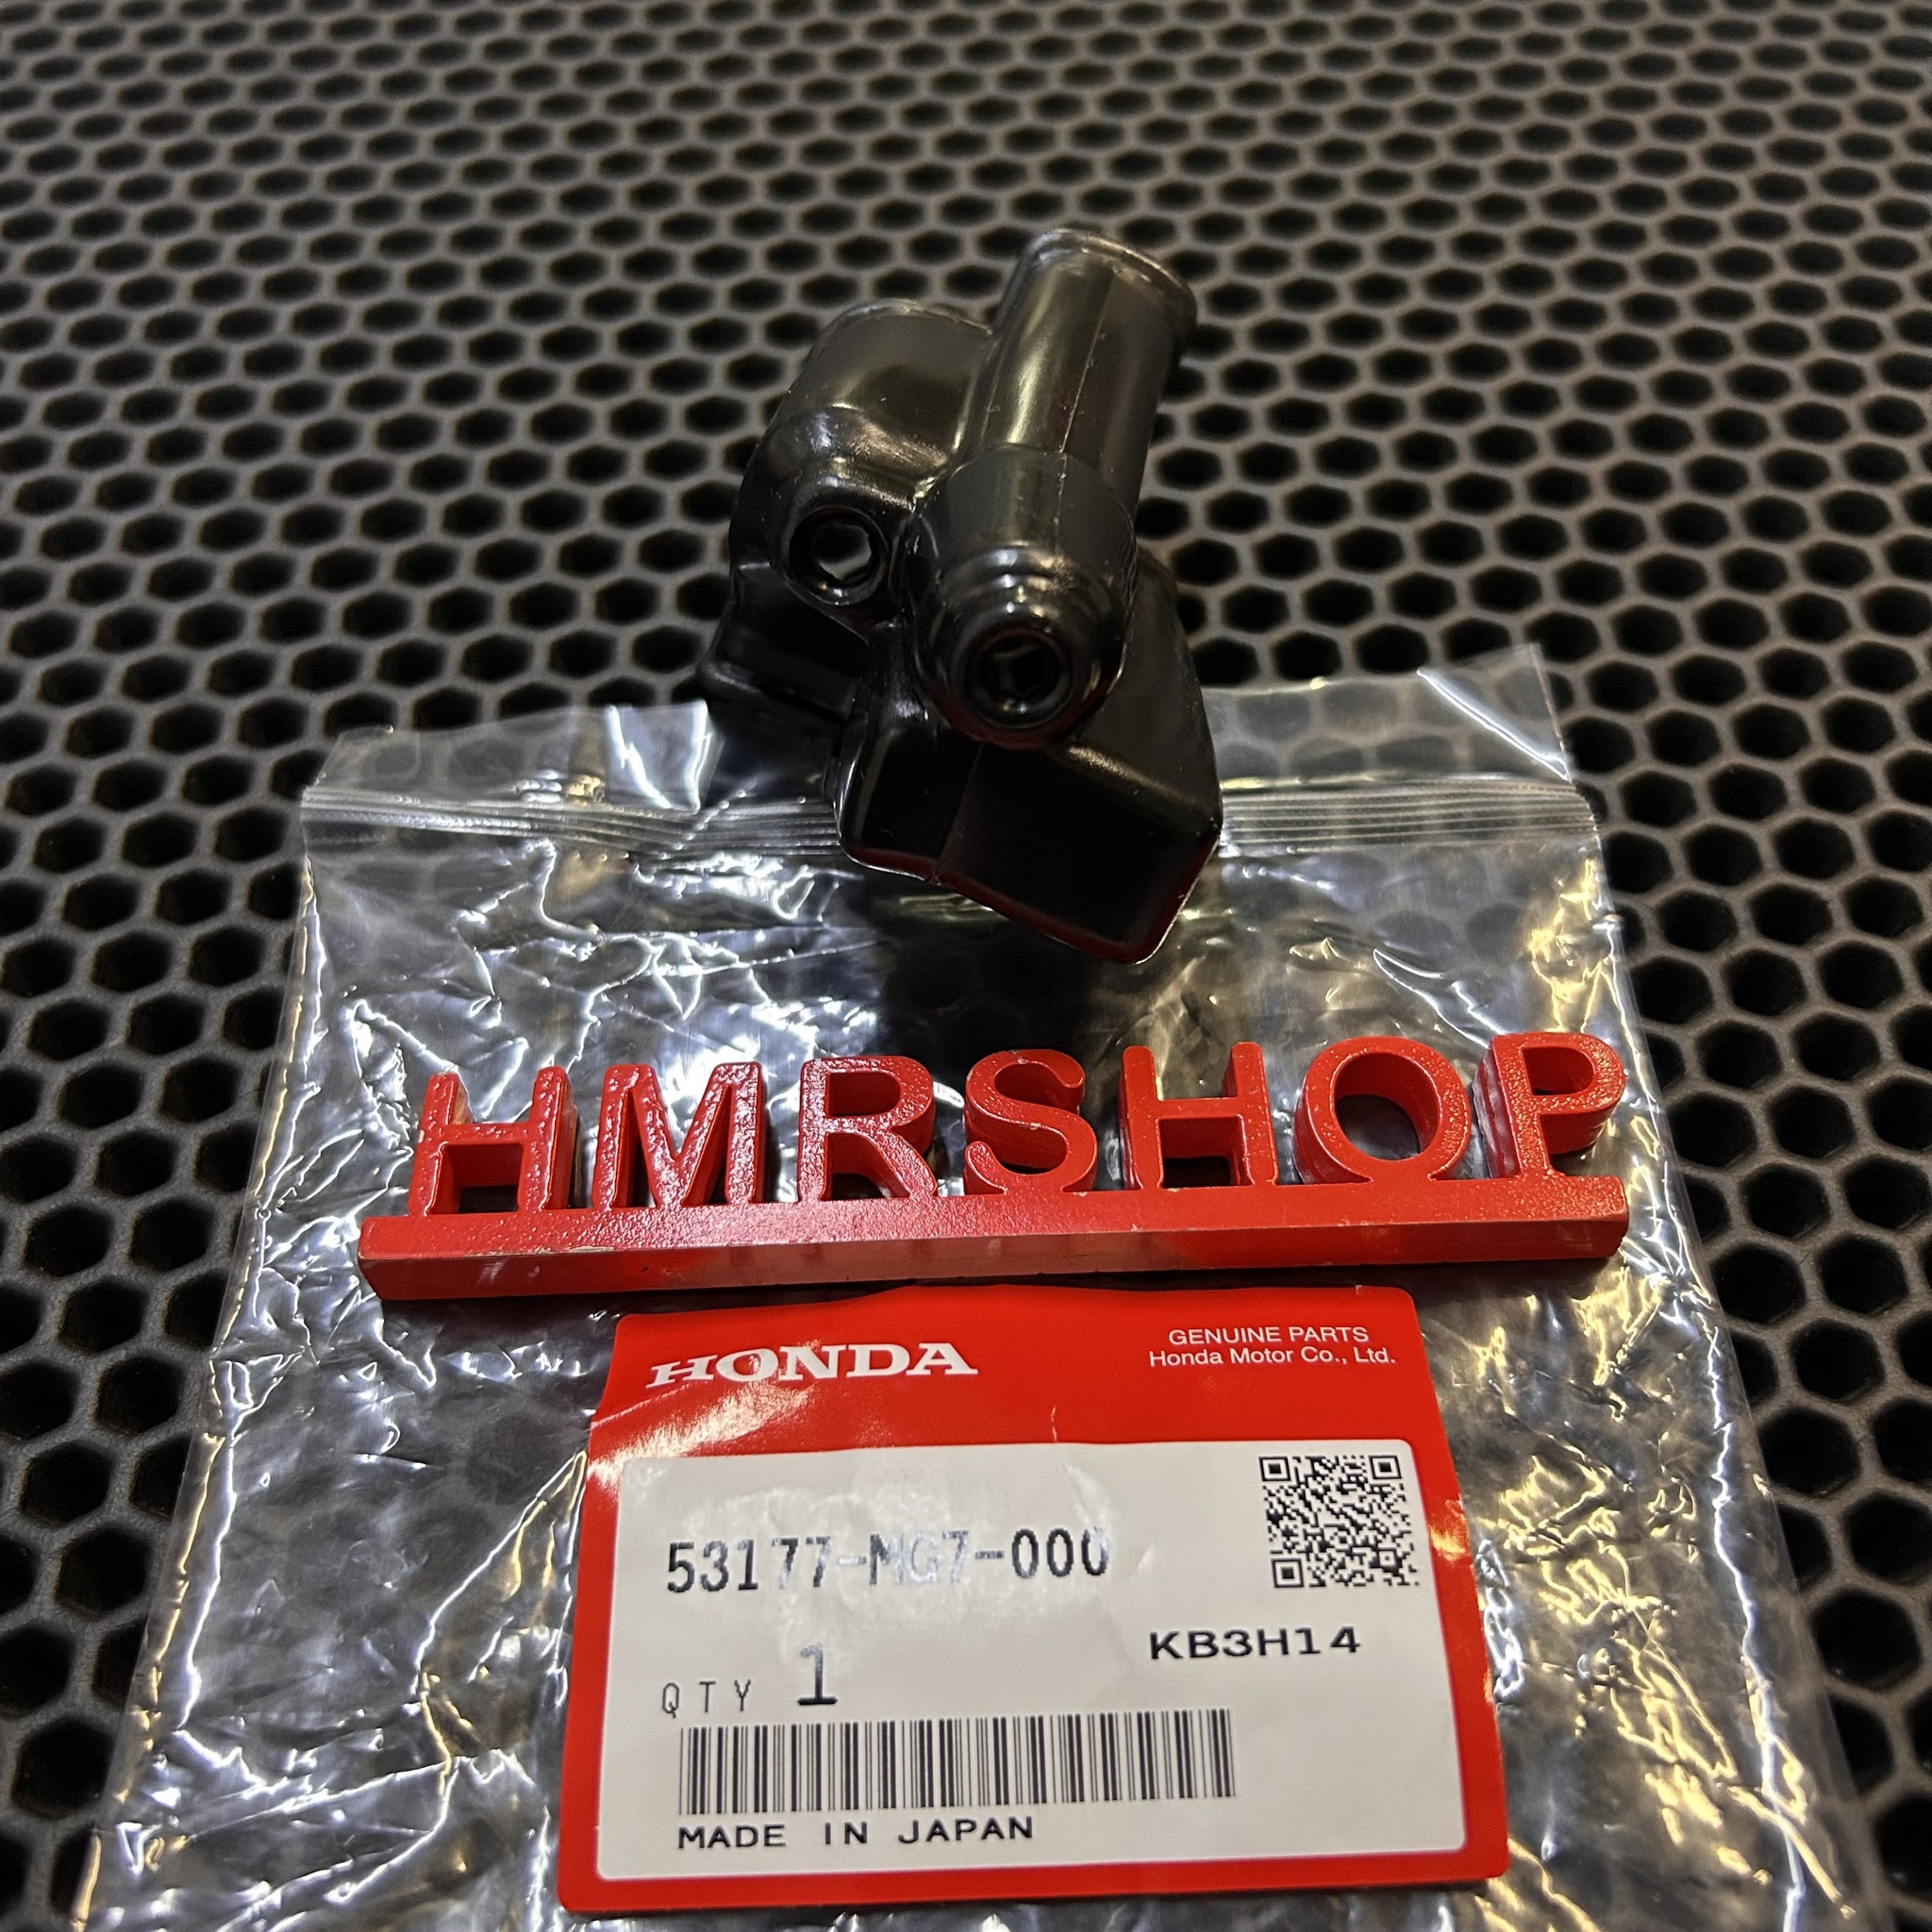 HMRSHOP
HONDA
GENUINE PARTS
Honda Motor Co., Ltd.
53177-MG7-000
KB3H14
QTY 1
MADE IN JAPAN